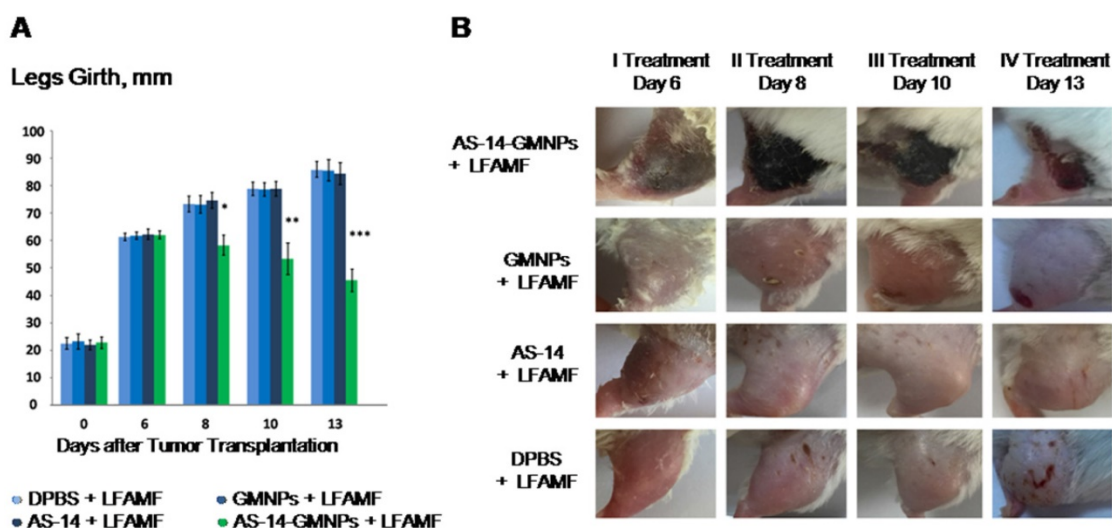 A
Legs Girth, mm
100
90
80
70
60
50
40
30
20
10
0
*
**
***
0 6 8 10 13
Days after Tumor Transplantation
DPBS + LFAMF GMNPs + LFAMF
AS-14 + LFAMF AS-14-GMNPs + LFAMF
B
I Treatment II Treatment III Treatment IV Treatment
Day 6 Day 8 Day 10 Day 13
AS-14-GMNPs
+ LFAMF
GMNPs
+ LFAMF
AS-14
+ LFAMF
DPBS
+ LFAMF